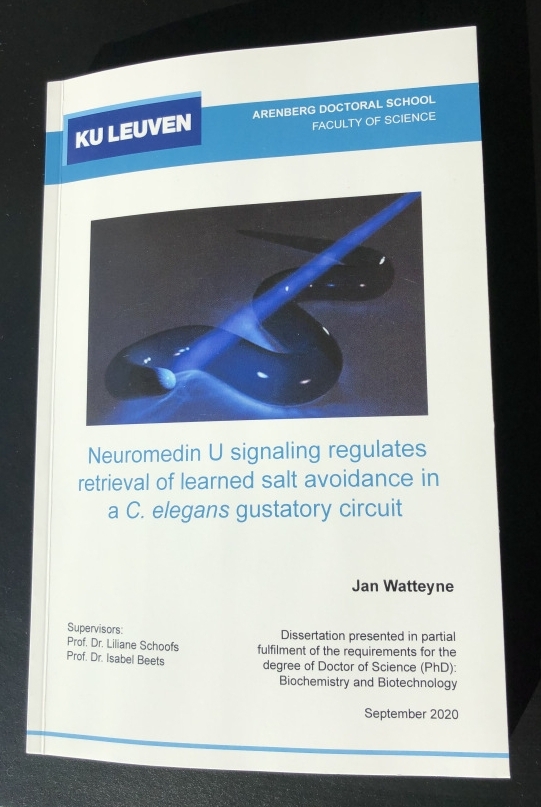 KU LEUVEN
ARENBERG DOCTORAL SCHOOL
FACULTY OF SCIENCE
Neuromedin U signaling regulates
retrieval of learned salt avoidance in
a C. elegans gustatory circuit
Jan Watteyne
Supervisors:
Prof. Dr. Liliane Schoofs
Prof. Dr. Isabel Beets
Dissertation presented in partial
fulfilment of the requirements for the
degree of Doctor of Science (PhD):
Biochemistry and Biotechnology
September 2020